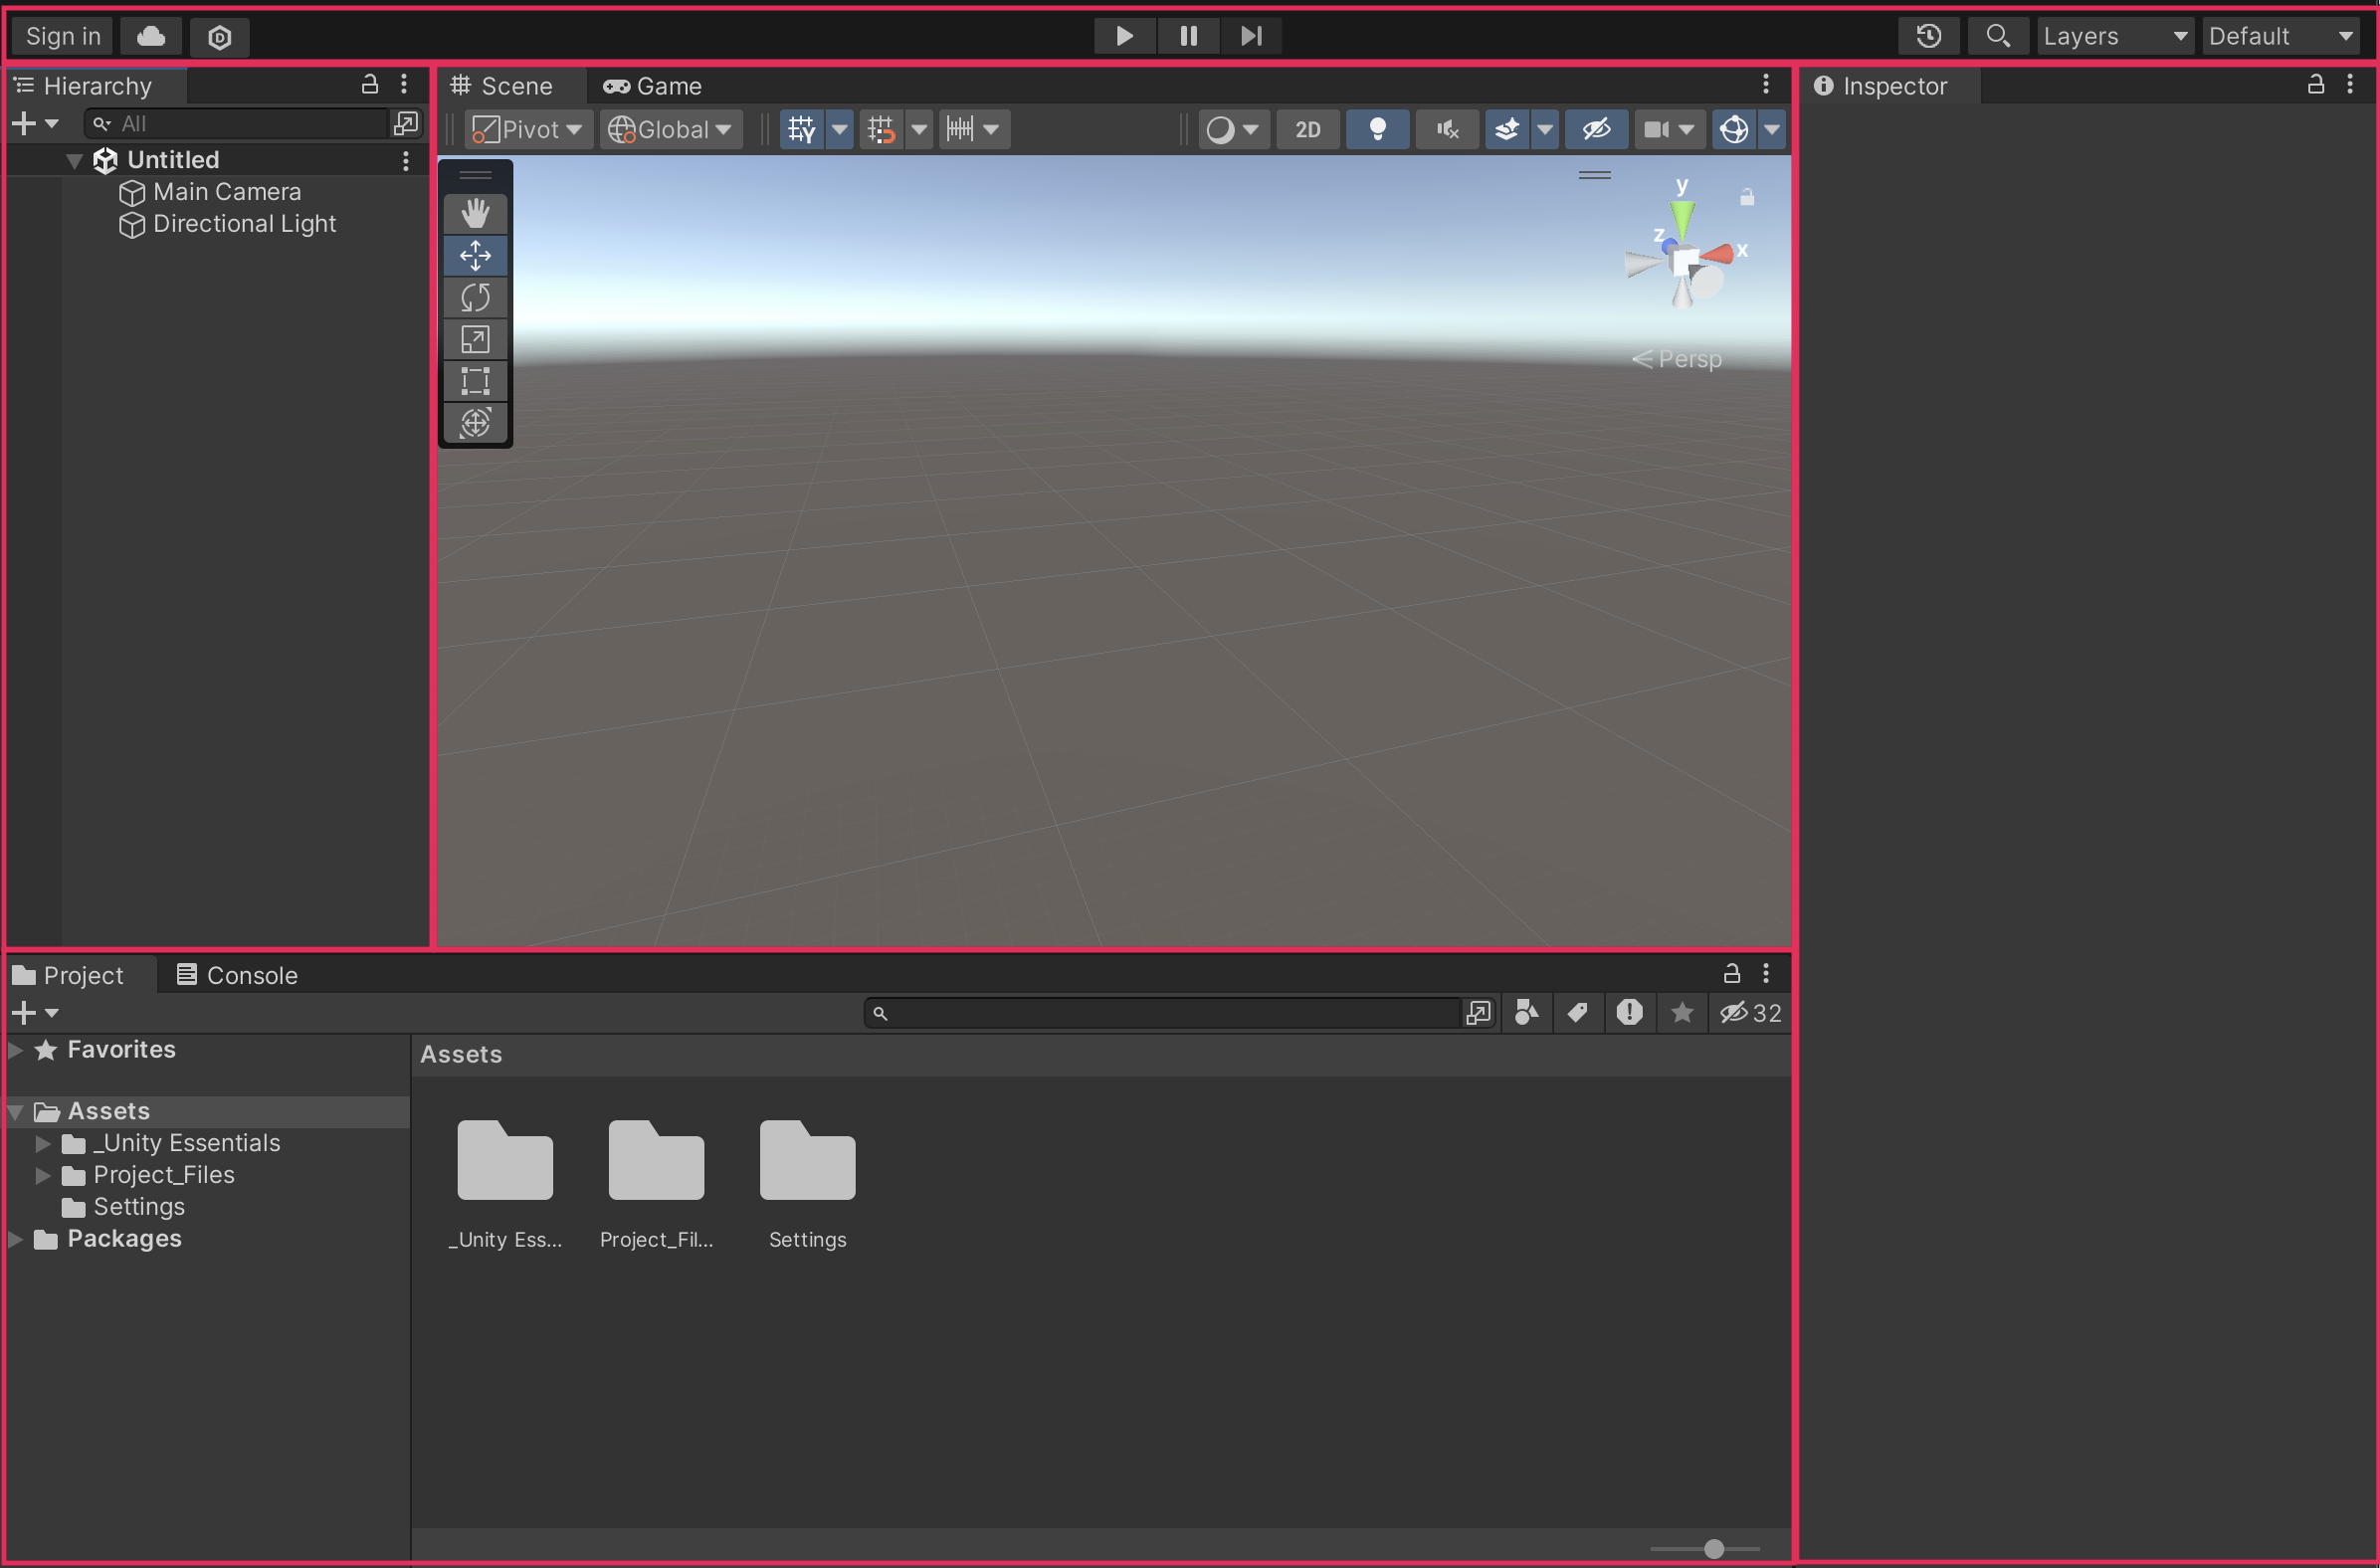 Sign in
Layers
Default
Hierarchy
All
Untitled
Main Camera
Directional Light
Scene
Game
Pivot
Global
2D
y
z
x
Persp
Inspector
Project
Console
32
Favorites
Assets
_Unity Essentials
Project_Files
Settings
Packages
Assets
_Unity Ess...
Project_Fil...
Settings